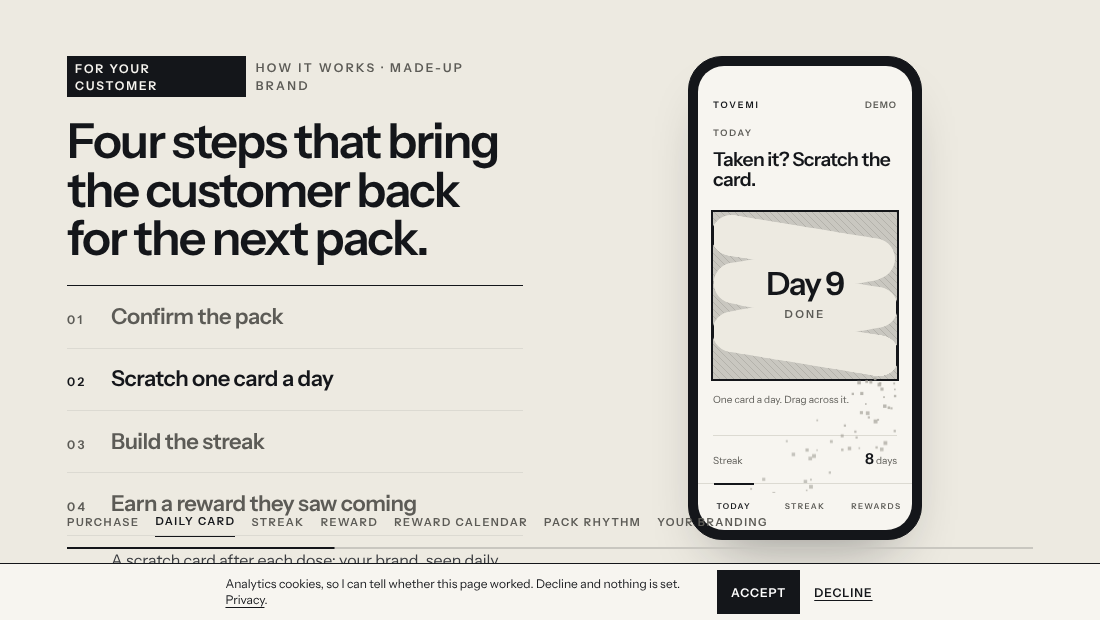 FOR YOUR
CUSTOMER
HOW IT WORKS · MADE-UP
BRAND
Four steps that bring
the customer back
for the next pack.
01 Confirm the pack
02 Scratch one card a day
03 Build the streak
04 Earn a reward they saw coming
PURCHASE DAILY CARD STREAK REWARD REWARD CALENDAR PACK RHYTHM YOUR BRANDING
A scratch card after each dose: your brand, seen daily.
TOVEMI DEMO
TODAY
Taken it? Scratch the
card.
Day 9
DONE
One card a day. Drag across it.
Streak 8 days
TODAY STREAK REWARDS
Analytics cookies, so I can tell whether this page worked. Decline and nothing is set.
Privacy.
ACCEPT DECLINE